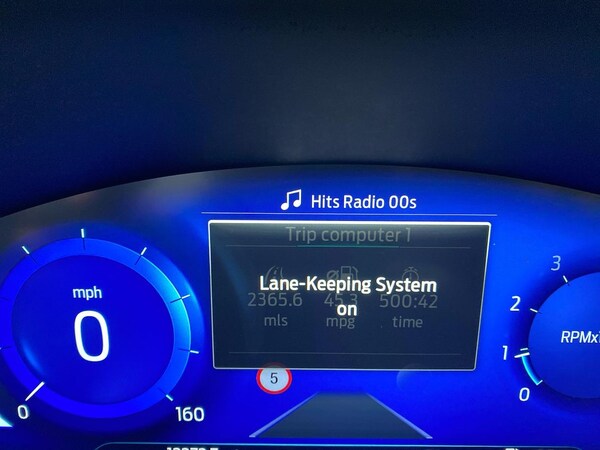 Hits Radio 00s
Trip computer 1
Lane-Keeping System
on
2365.6 45.3 500:42
mls mpg time
mph
0
0
160
5
3
2
1
0